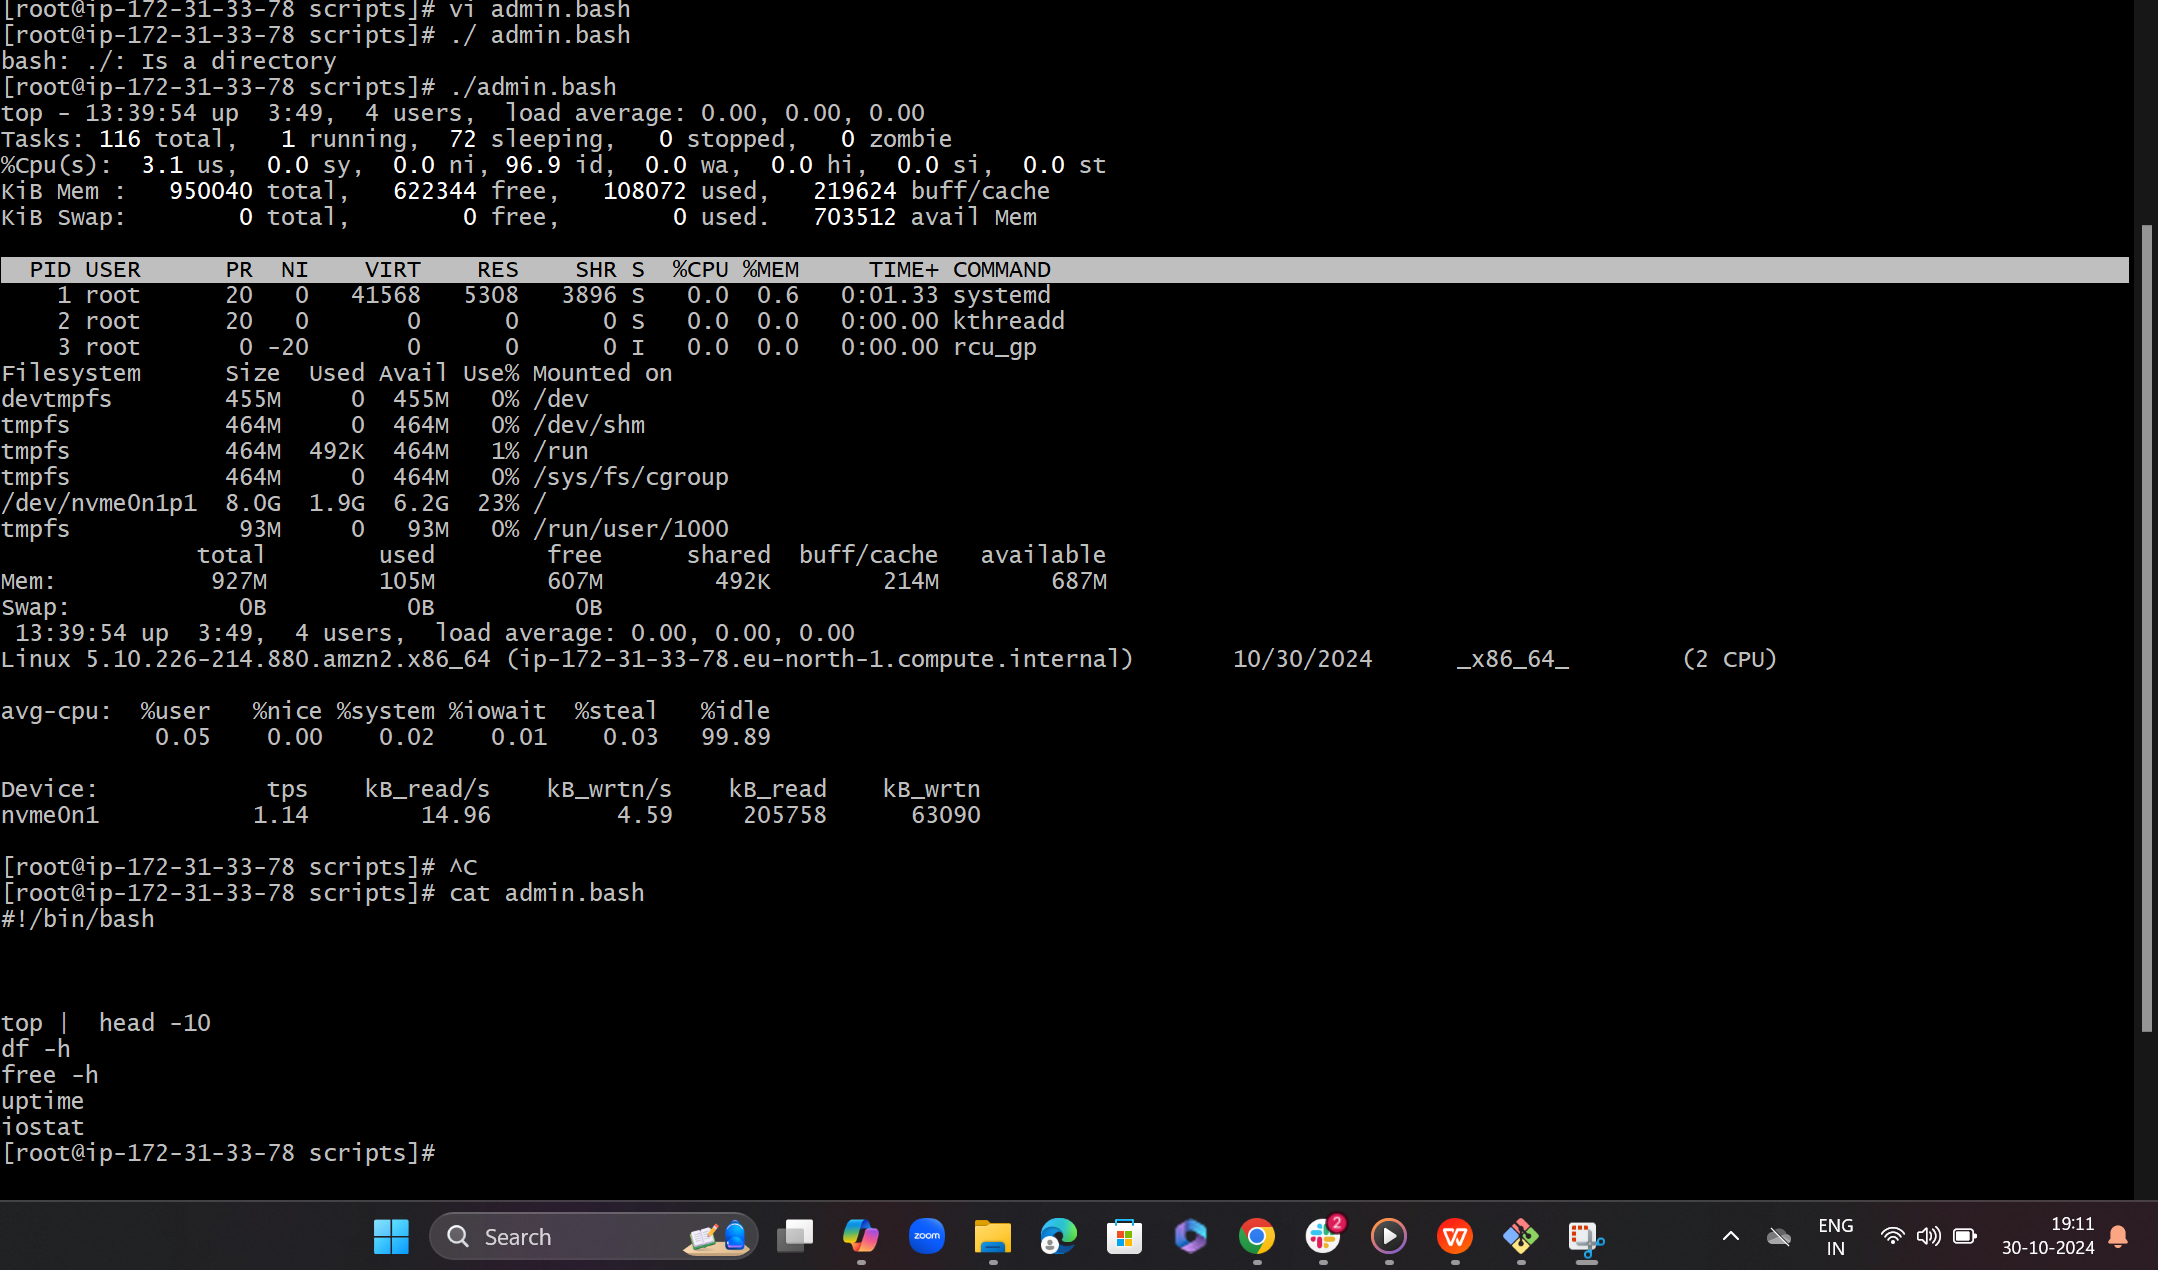 [root@ip-172-31-33-78 scripts]# vi admin.bash
[root@ip-172-31-33-78 scripts]# ./ admin.bash
bash: ./: Is a directory
[root@ip-172-31-33-78 scripts]# ./admin.bash
top - 13:39:54 up  3:49,  4 users,  load average: 0.00, 0.00, 0.00
Tasks: 116 total,   1 running,  72 sleeping,   0 stopped,   0 zombie
%Cpu(s):  3.1 us,  0.0 sy,  0.0 ni, 96.9 id,  0.0 wa,  0.0 hi,  0.0 si,  0.0 st
KiB Mem :   950040 total,   622344 free,   108072 used,   219624 buff/cache
KiB Swap:        0 total,        0 free,        0 used.   703512 avail Mem
  PID USER      PR  NI    VIRT    RES    SHR S  %CPU %MEM     TIME+ COMMAND
    1 root      20   0   41568   5308   3896 S   0.0  0.6   0:01.33 systemd
    2 root      20   0       0      0      0 S   0.0  0.0   0:00.00 kthreadd
    3 root       0 -20       0      0      0 I   0.0  0.0   0:00.00 rcu_gp
Filesystem      Size  Used Avail Use% Mounted on
devtmpfs        455M     0  455M   0% /dev
tmpfs           464M     0  464M   0% /dev/shm
tmpfs           464M  492K  464M   1% /run
tmpfs           464M     0  464M   0% /sys/fs/cgroup
/dev/nvme0n1p1  8.0G  1.9G  6.2G  23% /
tmpfs            93M     0   93M   0% /run/user/1000
              total        used        free      shared  buff/cache   available
Mem:           927M        105M        607M        492K        214M        687M
Swap:            0B          0B          0B
 13:39:54 up  3:49,  4 users,  load average: 0.00, 0.00, 0.00
Linux 5.10.226-214.880.amzn2.x86_64 (ip-172-31-33-78.eu-north-1.compute.internal)       10/30/2024      _x86_64_        (2 CPU)
avg-cpu:  %user   %nice %system %iowait  %steal   %idle
           0.05    0.00    0.02    0.01    0.03   99.89
Device:            tps    kB_read/s    kB_wrtn/s    kB_read    kB_wrtn
nvme0n1           1.14        14.96         4.59     205758      63090
[root@ip-172-31-33-78 scripts]# ^C
[root@ip-172-31-33-78 scripts]# cat admin.bash
#!/bin/bash
top |  head -10
df -h
free -h
uptime
iostat
[root@ip-172-31-33-78 scripts]#
Search
zoom
2
W
ENG
IN
19:11
30-10-2024